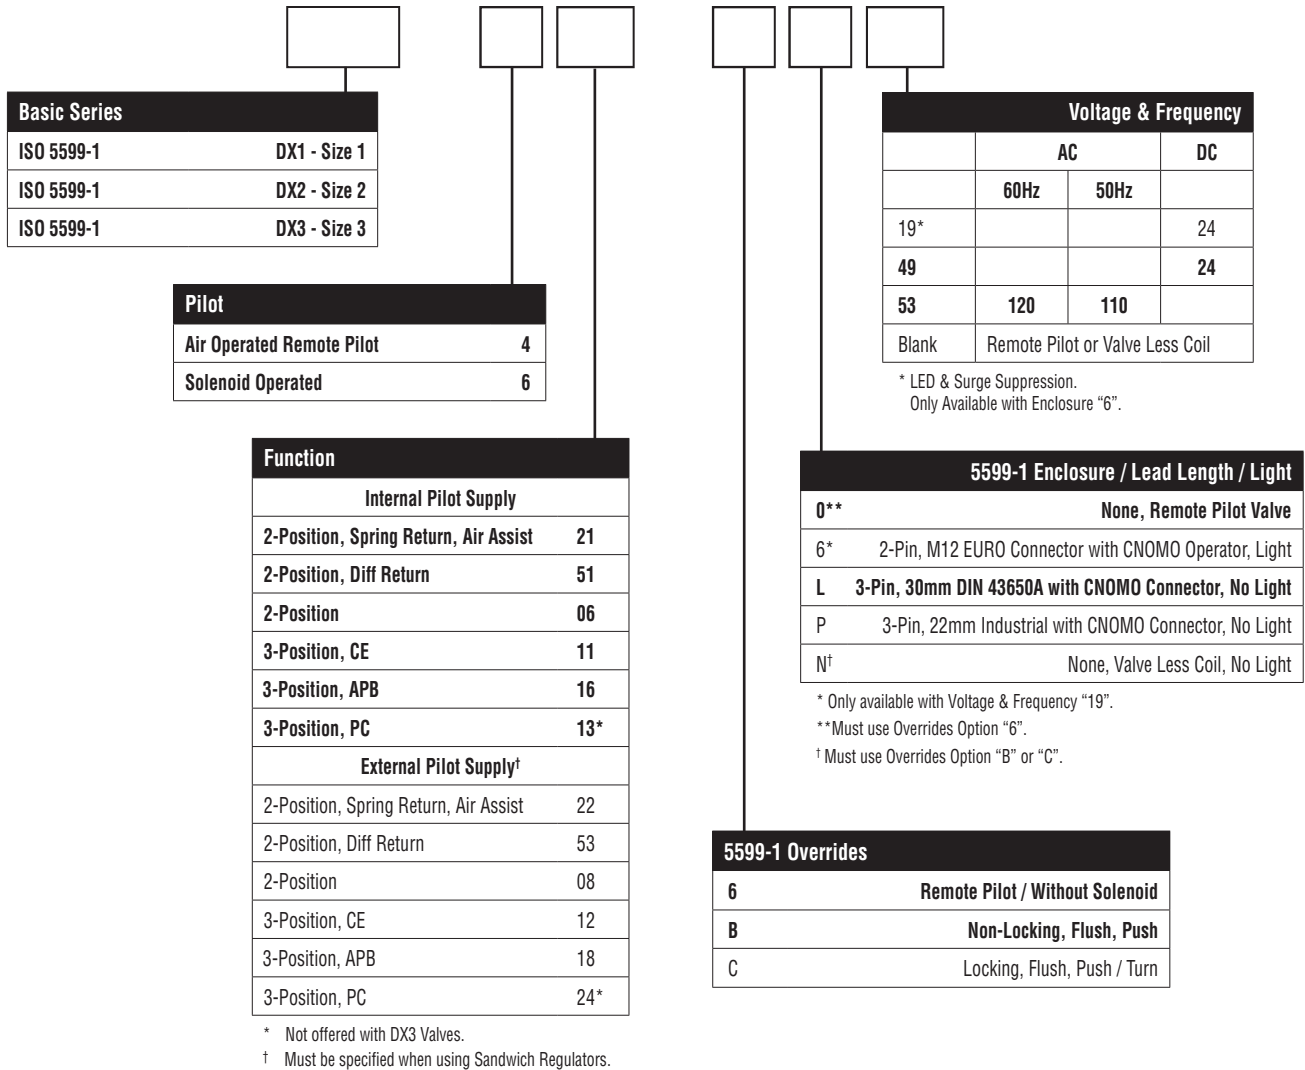 Basic Series
ISO 5599-1 DX1 - Size 1
ISO 5599-1 DX2 - Size 2
ISO 5599-1 DX3 - Size 3
Pilot
Air Operated Remote Pilot 4
Solenoid Operated 6
Function
Internal Pilot Supply
2-Position, Spring Return, Air Assist 21
2-Position, Diff Return 51
2-Position 06
3-Position, CE 11
3-Position, APB 16
3-Position, PC 13*
External Pilot Supply†
2-Position, Spring Return, Air Assist 22
2-Position, Diff Return 53
2-Position 08
3-Position, CE 12
3-Position, APB 18
3-Position, PC 24*
* Not offered with DX3 Valves.
† Must be specified when using Sandwich Regulators.
Voltage & Frequency
AC DC
60Hz 50Hz
19* 24
49 24
53 120 110
Blank Remote Pilot or Valve Less Coil
* LED & Surge Suppression.
Only Available with Enclosure “6”.
5599-1 Enclosure / Lead Length / Light
0** None, Remote Pilot Valve
6* 2-Pin, M12 EURO Connector with CNOMO Operator, Light
L 3-Pin, 30mm DIN 43650A with CNOMO Connector, No Light
P 3-Pin, 22mm Industrial with CNOMO Connector, No Light
N† None, Valve Less Coil, No Light
* Only available with Voltage & Frequency “19”.
**Must use Overrides Option “6”.
† Must use Overrides Option “B” or “C”.
5599-1 Overrides
6 Remote Pilot / Without Solenoid
B Non-Locking, Flush, Push
C Locking, Flush, Push / Turn